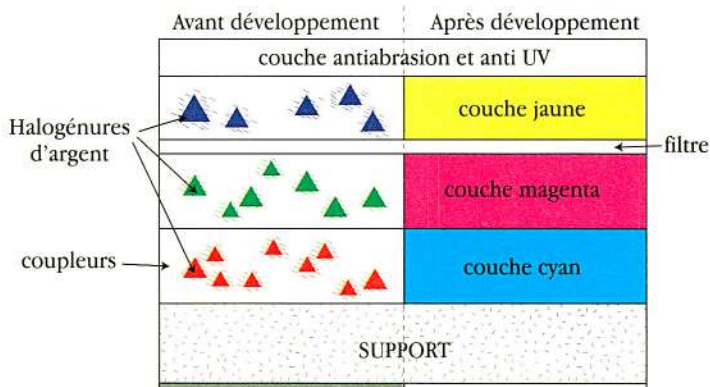 Avant développement
Après développement
couche antiabrasion et anti UV
couche jaune
Halogénures
d'argent
filtre
couche magenta
coupleurs
couche cyan
SUPPORT